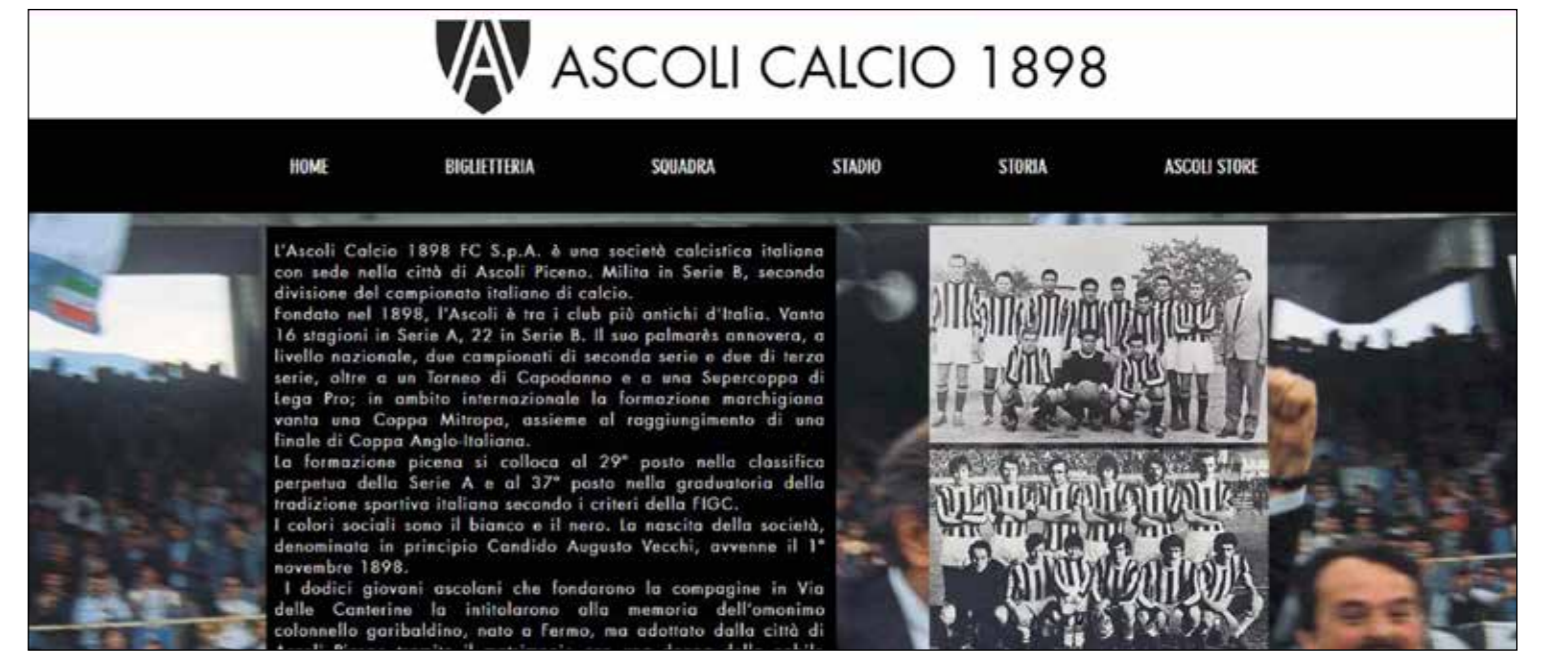 ASCOLI CALCIO 1898
HOME BIGLIETTERIA SQUADRA STADIO STORIA ASCOLI STORE
L'Ascoli Calcio 1898 FC S.p.A. è una società calcistica italiana
con sede nella città di Ascoli Piceno. Milita in Serie B, seconda
divisione del campionato italiano di calcio.
Fondato nel 1898, l'Ascoli è tra i club più antichi d'Italia. Vanta
16 stagioni in Serie A, 22 in Serie B. Il suo palmarès annovera, a
livello nazionale, due campionati di seconda serie e due di terza
serie, oltre a un Torneo di Capodanno e a una Supercoppa di
Lega Pro; in ambito internazionale la formazione marchigiana
vanta una Coppa Mitropa, assieme al raggiungimento di una
finale di Coppa Anglo-Italiana.
La formazione picena si colloca al 29° posto nella classifica
perpetua della Serie A e al 37° posto nella graduatoria della
tradizione sportiva italiana secondo i criteri della FIGC.
I colori sociali sono il bianco e il nero. La nascita della società,
denominata in principio Candido Augusto Vecchi, avvenne il 1°
novembre 1898.
I dodici giovani ascolani che fondarono la compagine in Via
delle Canterine la intitolarono alla memoria dell'omonimo
colonnello garibaldino, nato a Fermo, ma adottato dalla città di